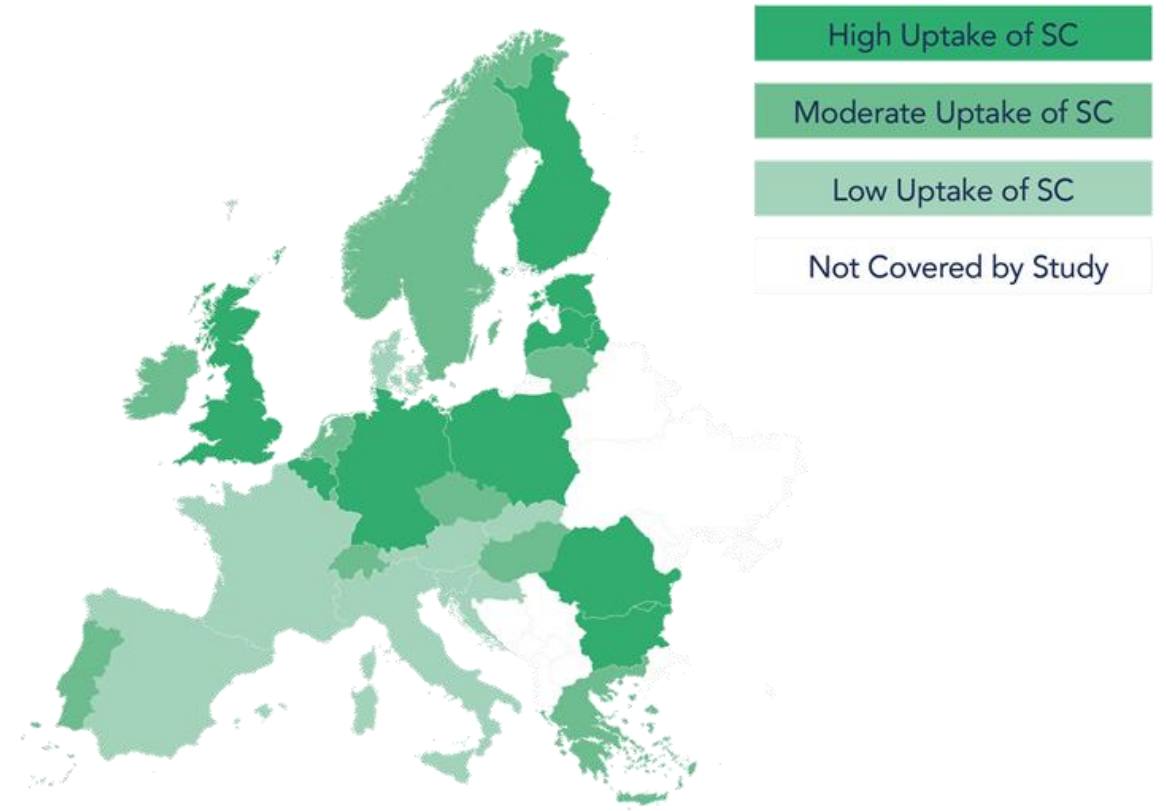 High Uptake of SC
Moderate Uptake of SC
Low Uptake of SC
Not Covered by Study